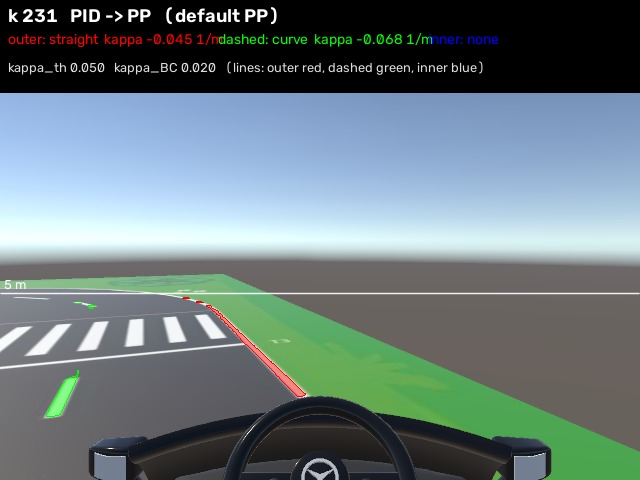 k 231 PID -> PP (default PP)
outer: straight kappa -0.045 1/m dashed: curve kappa -0.068 1/m inner: none
kappa_th 0.050 kappa_BC 0.020 (lines: outer red, dashed green, inner blue)
5 m